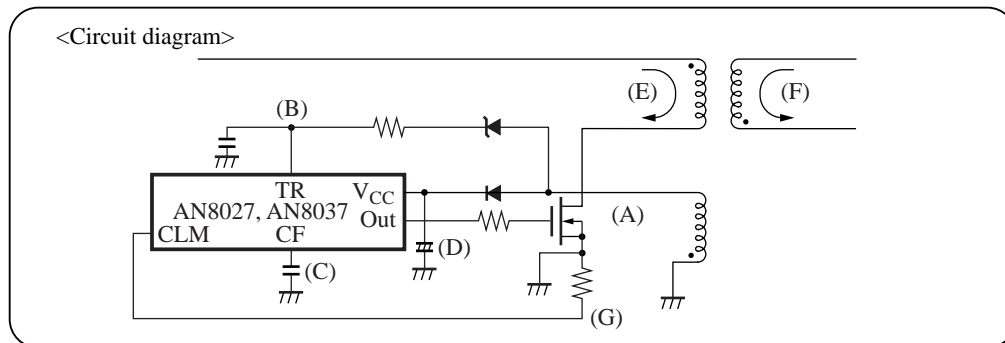 <Circuit diagram>
(E)
(F)
(B)
TR
VCC
(A)
AN8027, AN8037
Out
CLM
CF
(D)
(C)
(G)